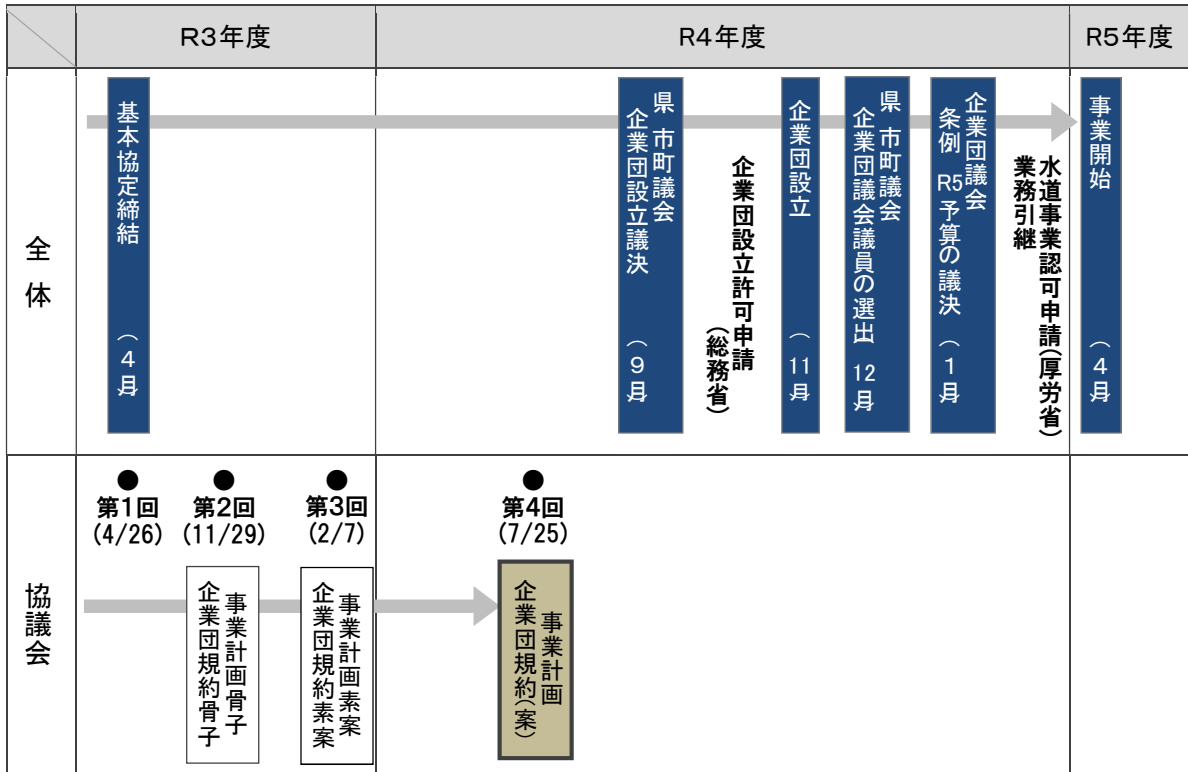 R3年度
R4年度
R5年度
全体
基本協定締結 (4月)
県 市町議会
企業団設立議決 (9月)
企業団設立許可申請
(総務省)
企業団設立 (11月)
県 市町議会
企業団議会議員の選出 12月
企業団議会
条例 R5予算の議決 (1月)
水道事業認可申請(厚労省)
業務引継
事業開始 (4月)
協議会
第1回
(4/26)
第2回
(11/29)
第3回
(2/7)
第4回
(7/25)
事業計画骨子
企業団規約骨子
事業計画素案
企業団規約素案
事業計画
企業団規約(案)